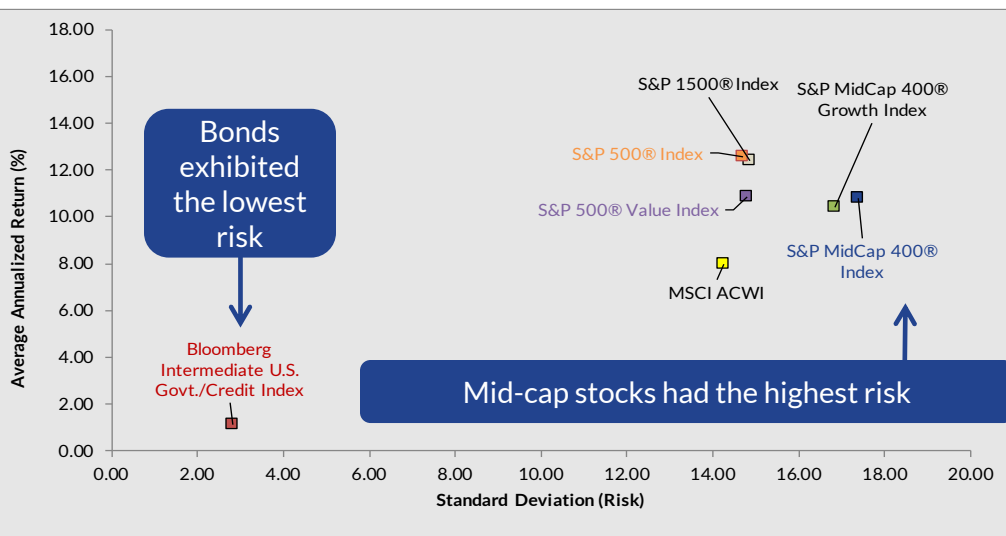 18.00
16.00
14.00
12.00
10.00
8.00
6.00
4.00
2.00
0.00
Average Annualized Return (%)
Bonds
exhibited
the lowest
risk
S&P 1500® Index
S&P MidCap 400®
Growth Index
S&P 500® Index
S&P 500® Value Index
S&P MidCap 400®
Index
MSCI ACWI
Bloomberg
Intermediate U.S.
Govt./Credit Index
Mid-cap stocks had the highest risk
0.00 2.00 4.00 6.00 8.00 10.00 12.00 14.00 16.00 18.00 20.00
Standard Deviation (Risk)